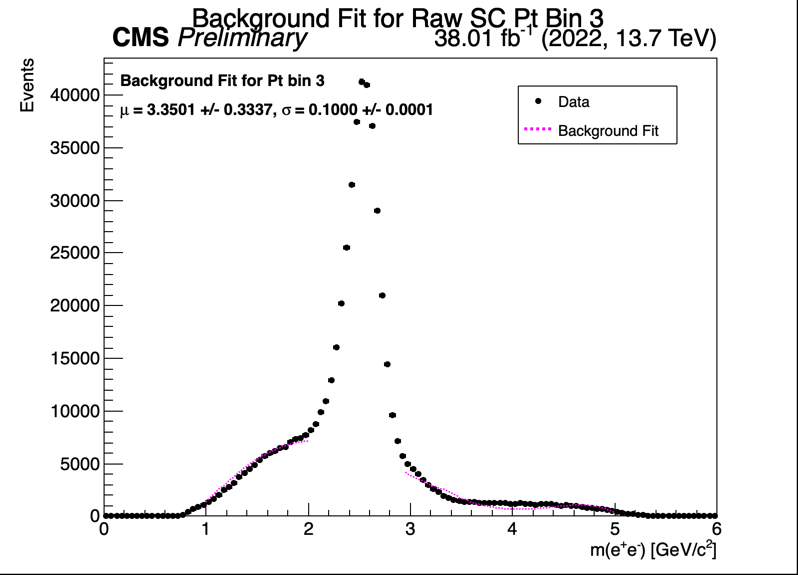 Background Fit for Raw SC Pt Bin 3
CMS Preliminary 38.01 fb⁻¹ (2022, 13.7 TeV)
Events
Background Fit for Pt bin 3
μ = 3.3501 +/- 0.3337, σ = 0.1000 +/- 0.0001
Data
Background Fit
40000
35000
30000
25000
20000
15000
10000
5000
0
0 1 2 3 4 5 6
m(e⁺e⁻) [GeV/c²]